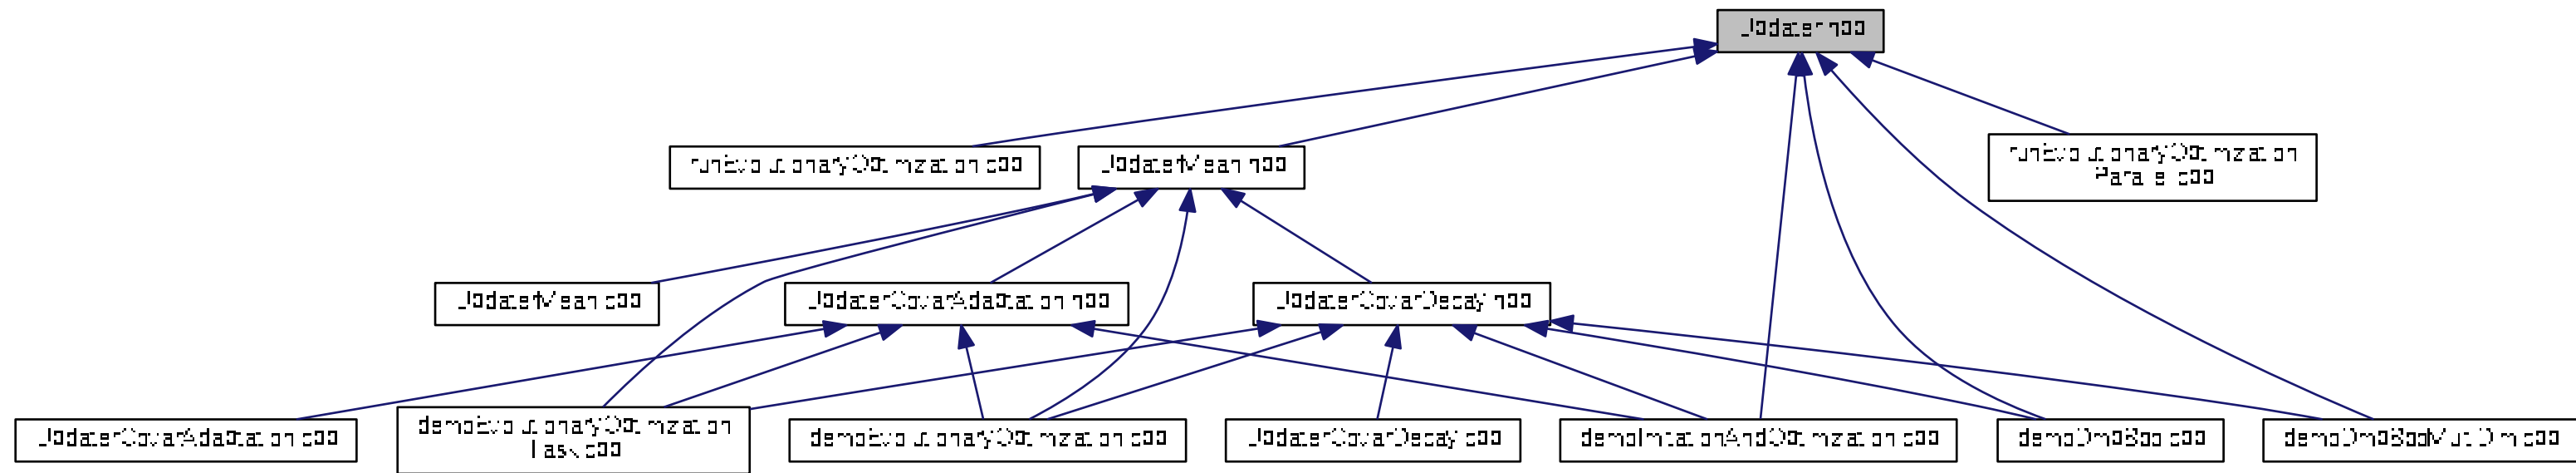 Updater.hpp
runEvolutionaryOptimization.cpp
UpdaterMean.hpp
runEvolutionaryOptimization
Parallel.cpp
UpdaterMean.cpp
UpdaterCovarAdaptation.hpp
UpdaterCovarDecay.hpp
UpdaterCovarAdaptation.cpp
demoEvolutionaryOptimization
Task.cpp
demoEvolutionaryOptimization.cpp
UpdaterCovarDecay.cpp
demoImitationAndOptimization.cpp
demoDmpBbo.cpp
demoDmpBboMultiDim.cpp